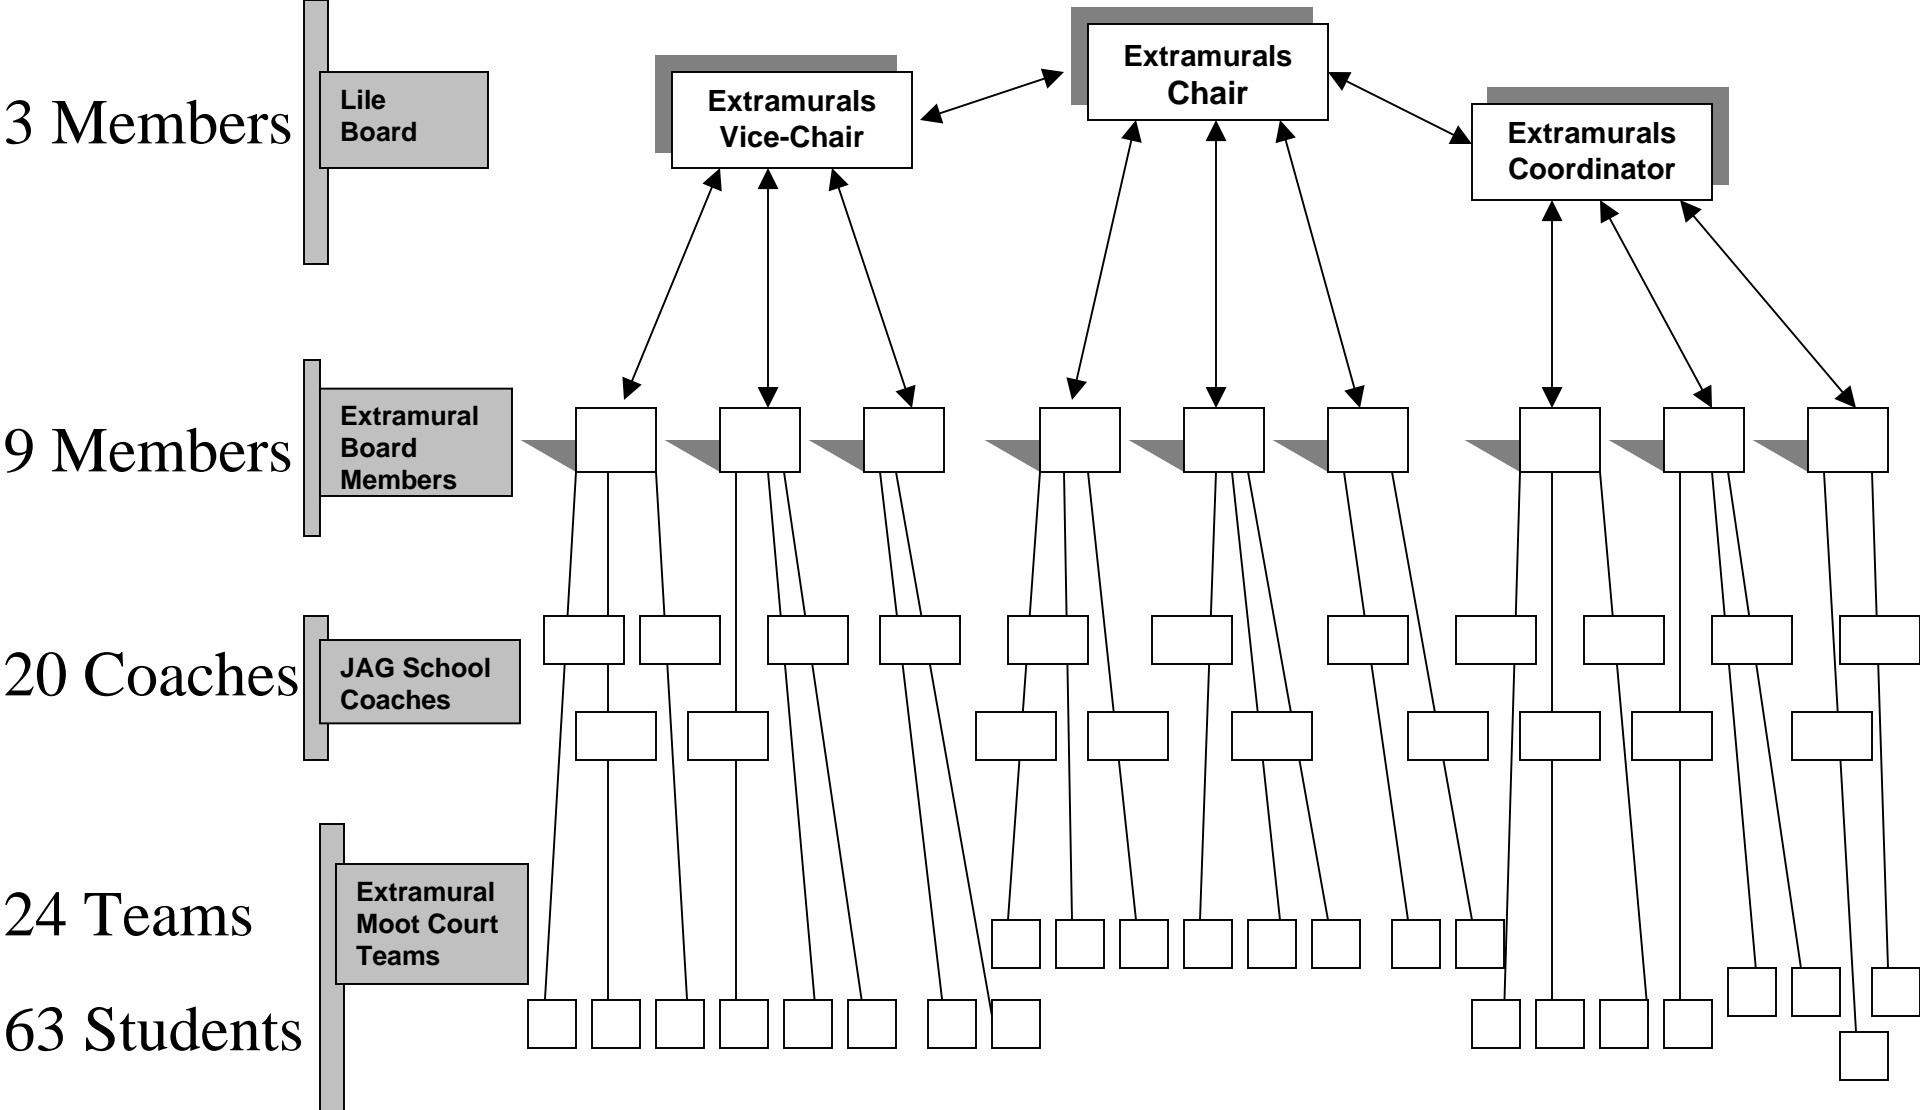 Extramurals
Chair
3 Members
Lile
Board
Extramurals
Vice-Chair
Extramurals
Coordinator
9 Members
Extramural
Board
Members
20 Coaches
JAG School
Coaches
24 Teams
Extramural
Moot Court
Teams
63 Students